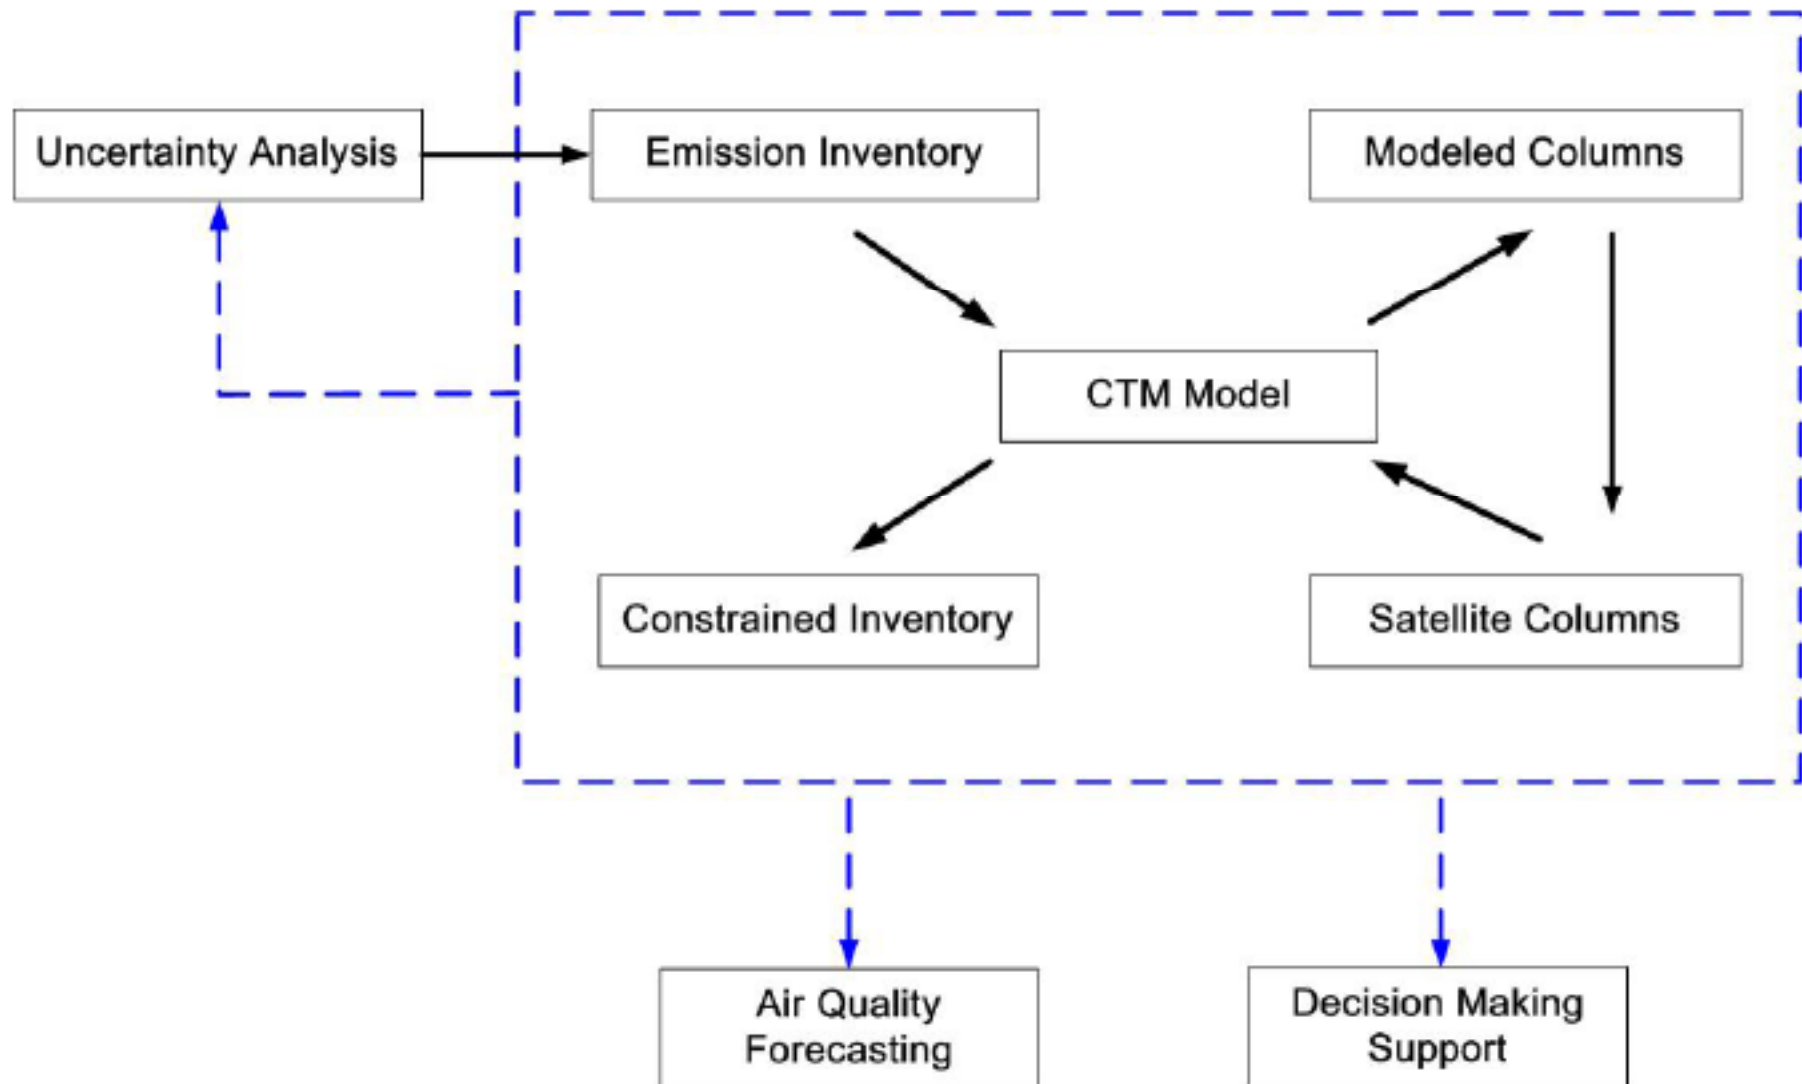 Uncertainty Analysis
Emission Inventory
Modeled Columns
CTM Model
Constrained Inventory
Satellite Columns
Air Quality
Forecasting
Decision Making
Support